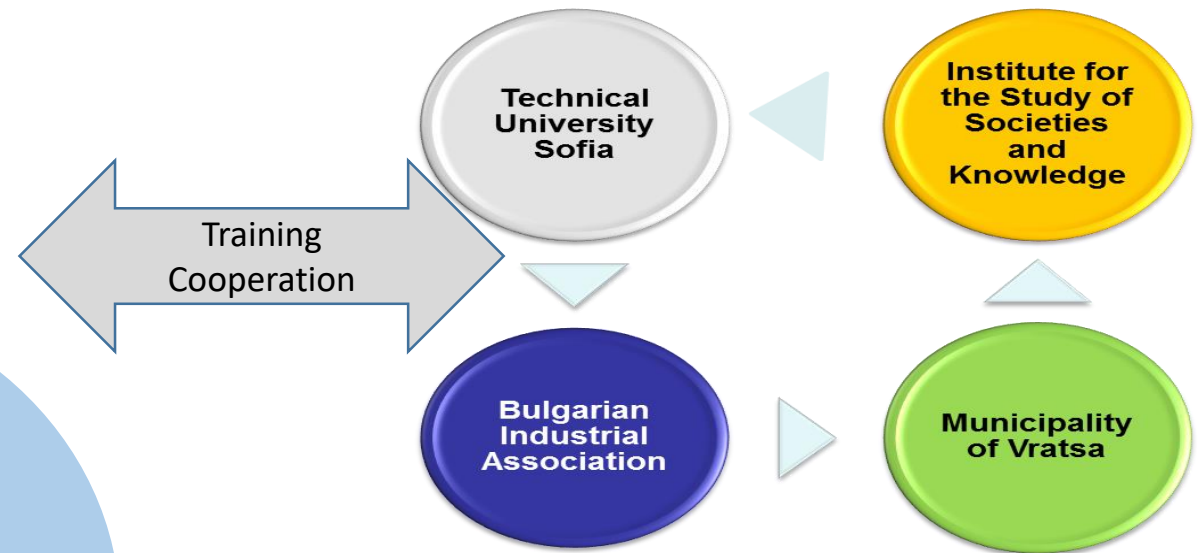 Technical
University
Sofia
Institute for
the Study of
Societies
and
Knowledge
Training
Cooperation
Bulgarian
Industrial
Association
Municipality
of Vratsa